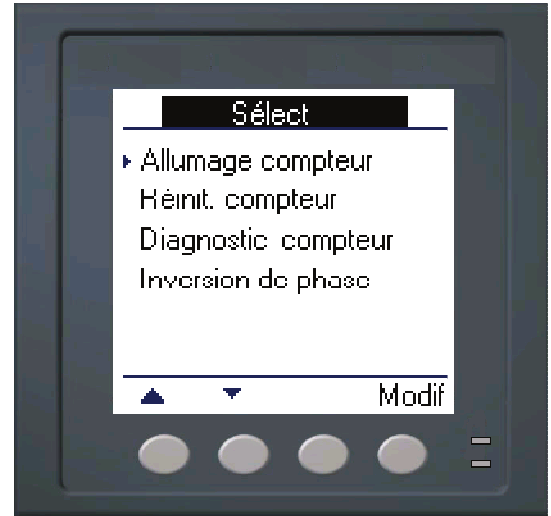 Sélect
Allumage compteur
Réinit. compteur
Diagnostic compteur
Inversion de phase
Modif